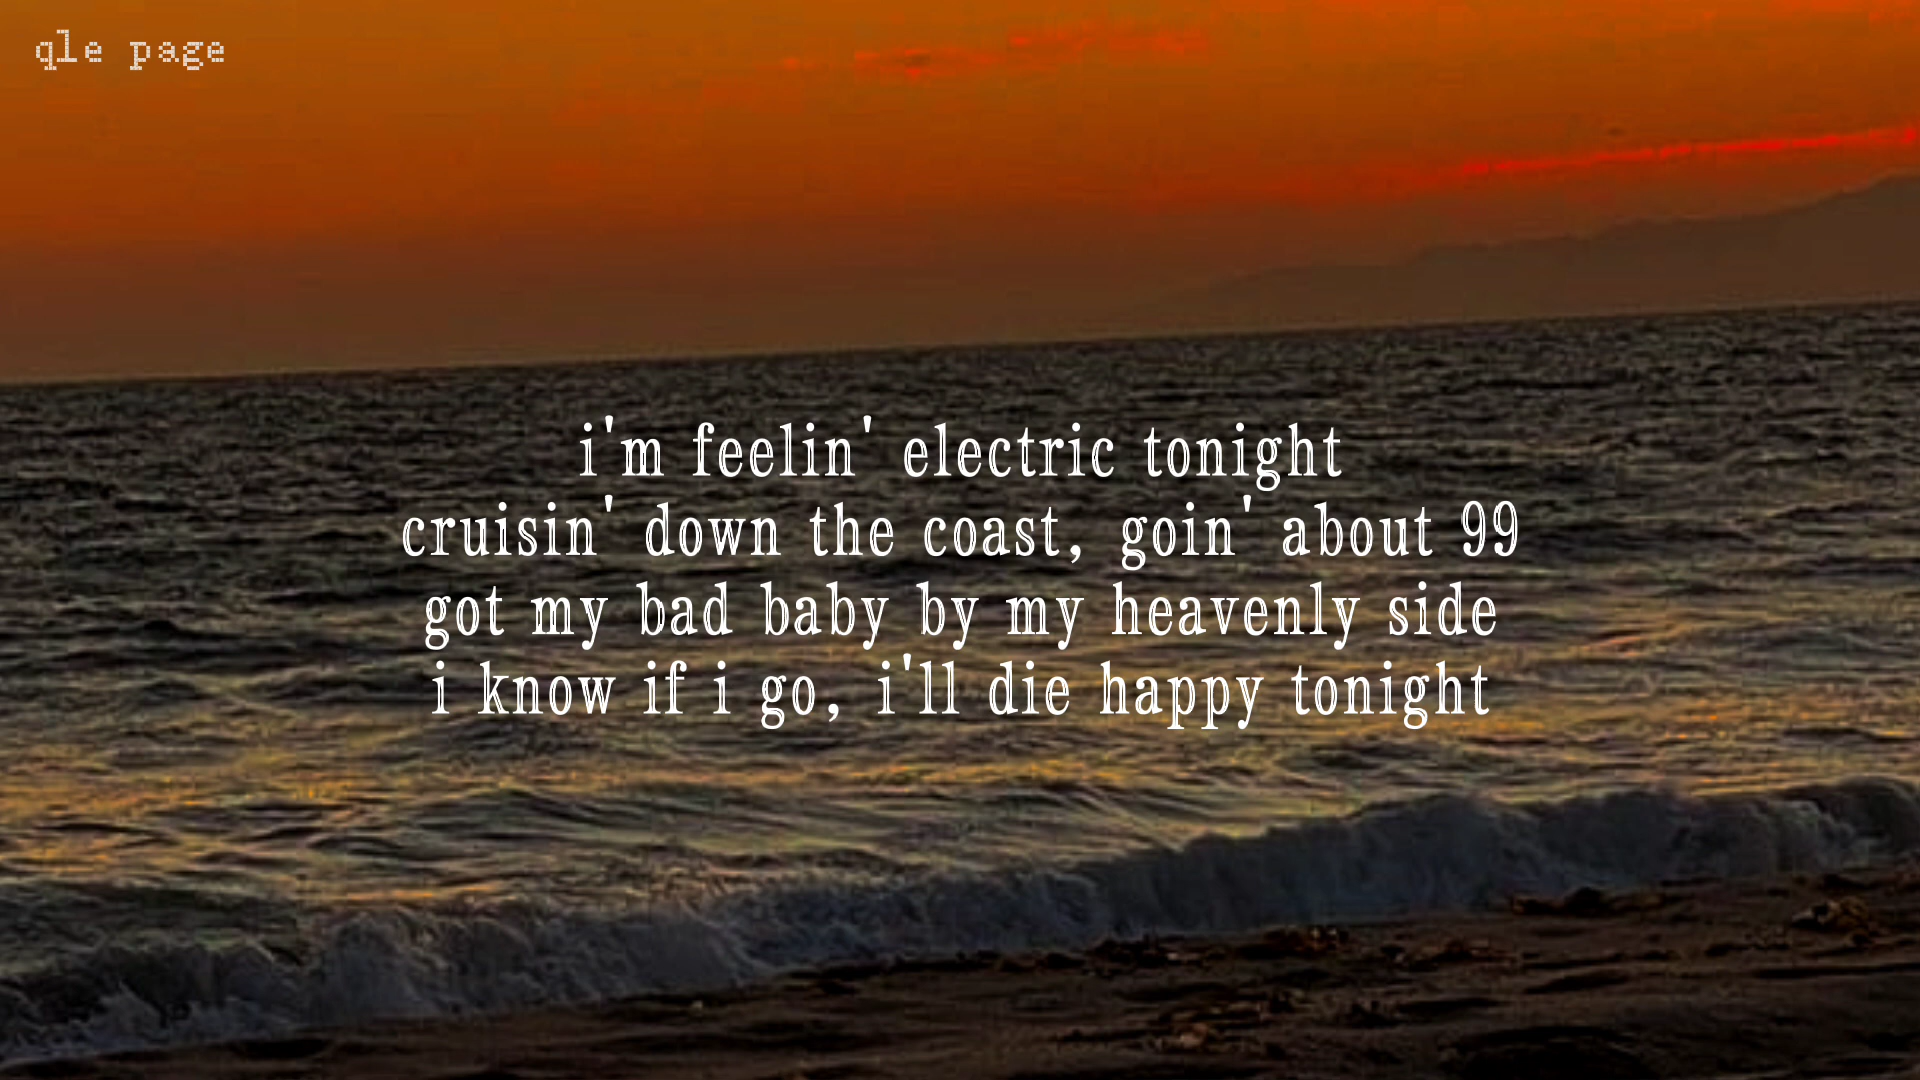 qle page
i'm feelin' electric tonight
cruisin' down the coast, goin' about 99
got my bad baby by my heavenly side
i know if i go, i'll die happy tonight